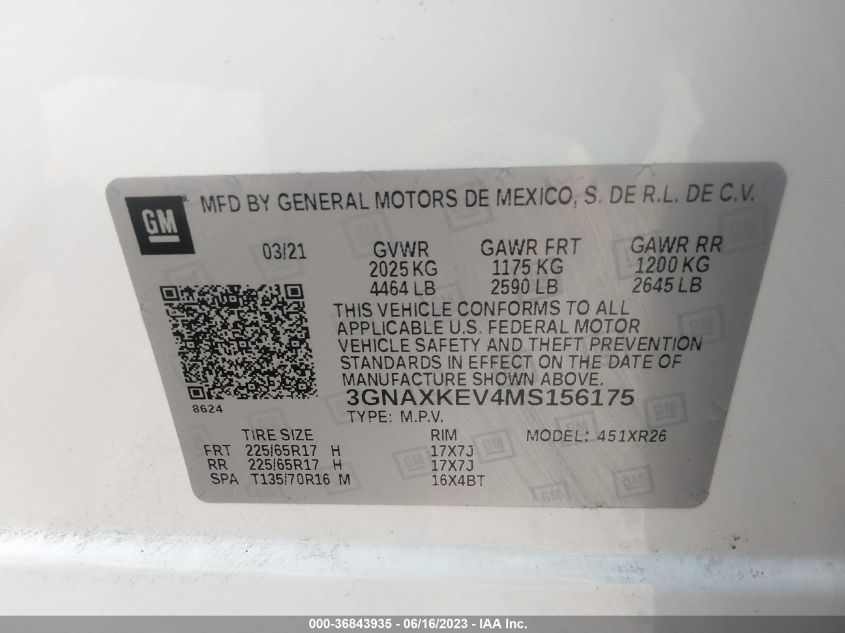 GM MFD BY GENERAL MOTORS DE MEXICO, S. DE R.L. DE C.V.
03/21 GVWR GAWR FRT GAWR RR
2025 KG 1175 KG 1200 KG
4464 LB 2590 LB 2645 LB
THIS VEHICLE CONFORMS TO ALL
APPLICABLE U.S. FEDERAL MOTOR
VEHICLE SAFETY AND THEFT PREVENTION
STANDARDS IN EFFECT ON THE DATE OF
MANUFACTURE SHOWN ABOVE.
3GNAXKEV4MS156175
8624 TYPE: M.P.V.
TIRE SIZE RIM MODEL: 451XR26
FRT 225/65R17 H 17X7J
RR 225/65R17 H 17X7J
SPA T135/70R16 M 16X4BT
000-36843935 - 06/16/2023 - IAA Inc.